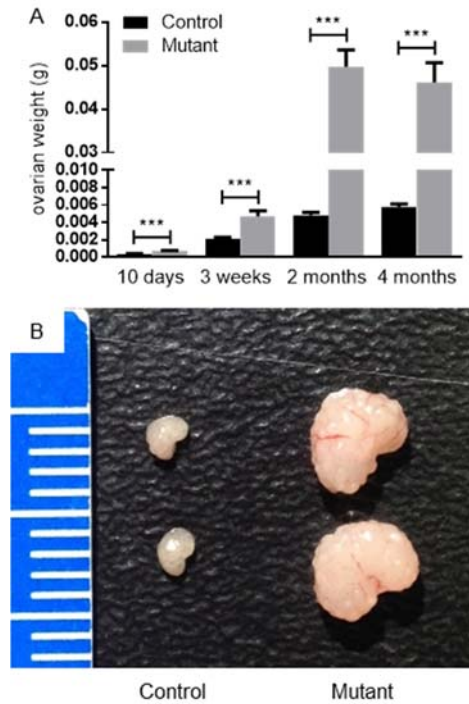 A
Control
Mutant
ovarian weight (g)
0.06
0.05
0.04
0.03
0.010
0.008
0.006
0.004
0.002
0.000
***
***
***
***
10 days
3 weeks
2 months
4 months
B
Control
Mutant